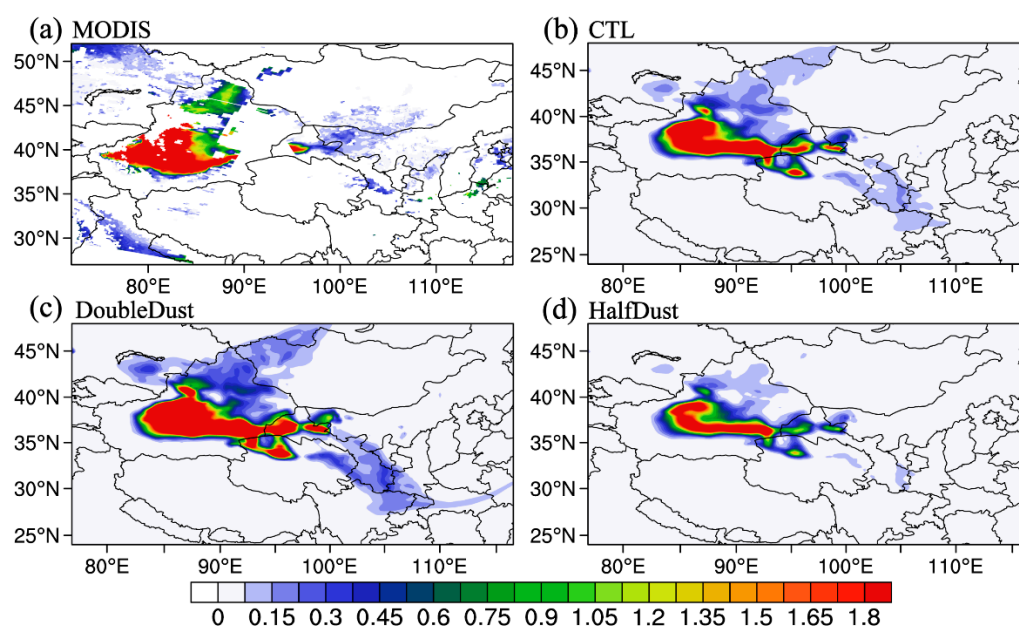 (a) MODIS
(b) CTL
50°N
45°N
40°N
35°N
30°N
80°E 90°E 100°E 110°E
45°N
40°N
35°N
30°N
25°N
80°E 90°E 100°E 110°E
(c) DoubleDust
(d) HalfDust
45°N
40°N
35°N
30°N
25°N
80°E 90°E 100°E 110°E
45°N
40°N
35°N
30°N
25°N
80°E 90°E 100°E 110°E
0 0.15 0.3 0.45 0.6 0.75 0.9 1.05 1.2 1.35 1.5 1.65 1.8